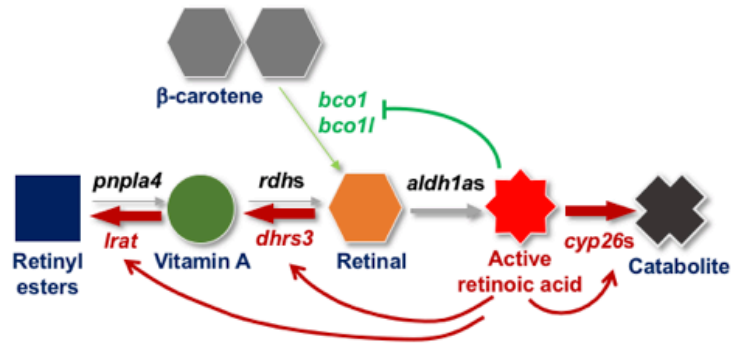 β-carotene
bco1
bco1l
pnpla4
rdhs
aldh1as
lrat
dhrs3
cyp26s
Retinyl
esters
Vitamin A
Retinal
Active
retinoic acid
Catabolite